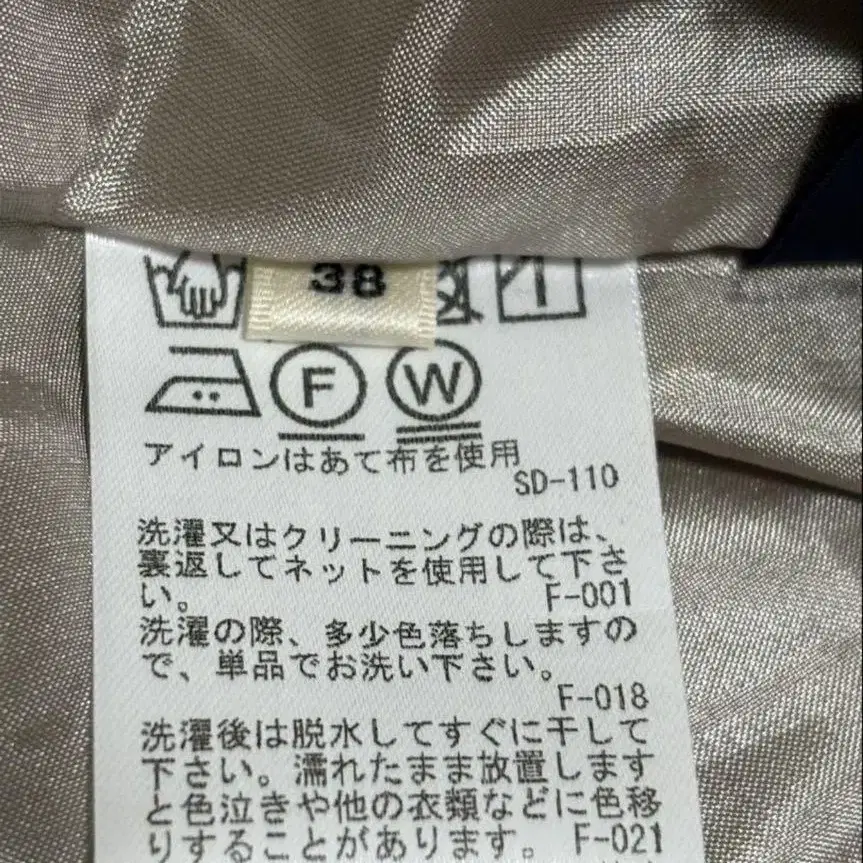 38
F
W
アイロンはあて布を使用
SD-110
洗濯又はクリーニングの際は、
裏返してネットを使用して下さ
い。
F-001
洗濯の際、多少色落ちしますの
で、単品でお洗い下さい。
F-018
洗濯後は脱水してすぐに干して
下さい。濡れたまま放置します
と色泣きや他の衣類などに色移
りすることがあります。 F-021